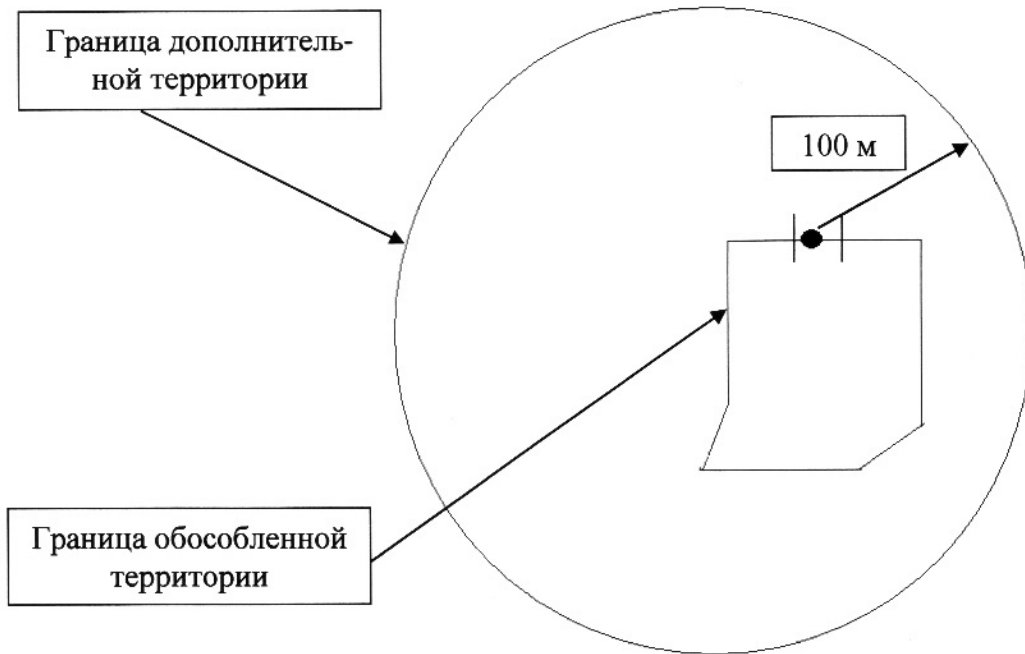 Граница дополнитель-
ной территории
100 м
Граница обособленной
территории